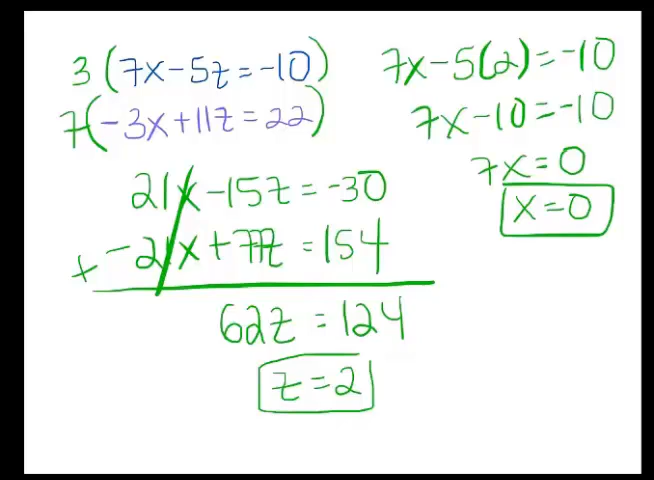 3(7x-5z=-10)
7(-3x+11z=22)
21x-15z=-30
+ -21x+77z=154
62z=124
z=2
7x-5(2)=-10
7x-10=-10
7x=0
x=0